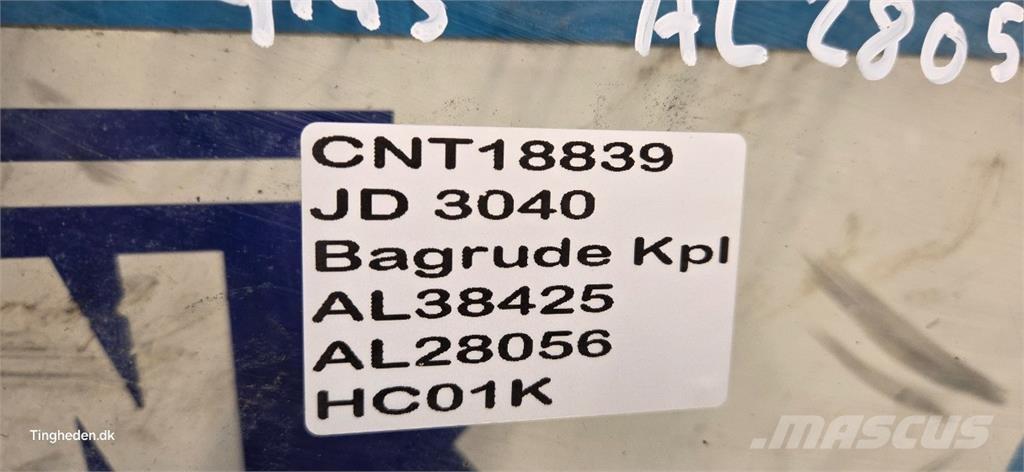 AL 2805
CNT18839
JD 3040
Bagrude Kpl
AL38425
AL28056
HC01K
Tingheden.dk
MASCUS